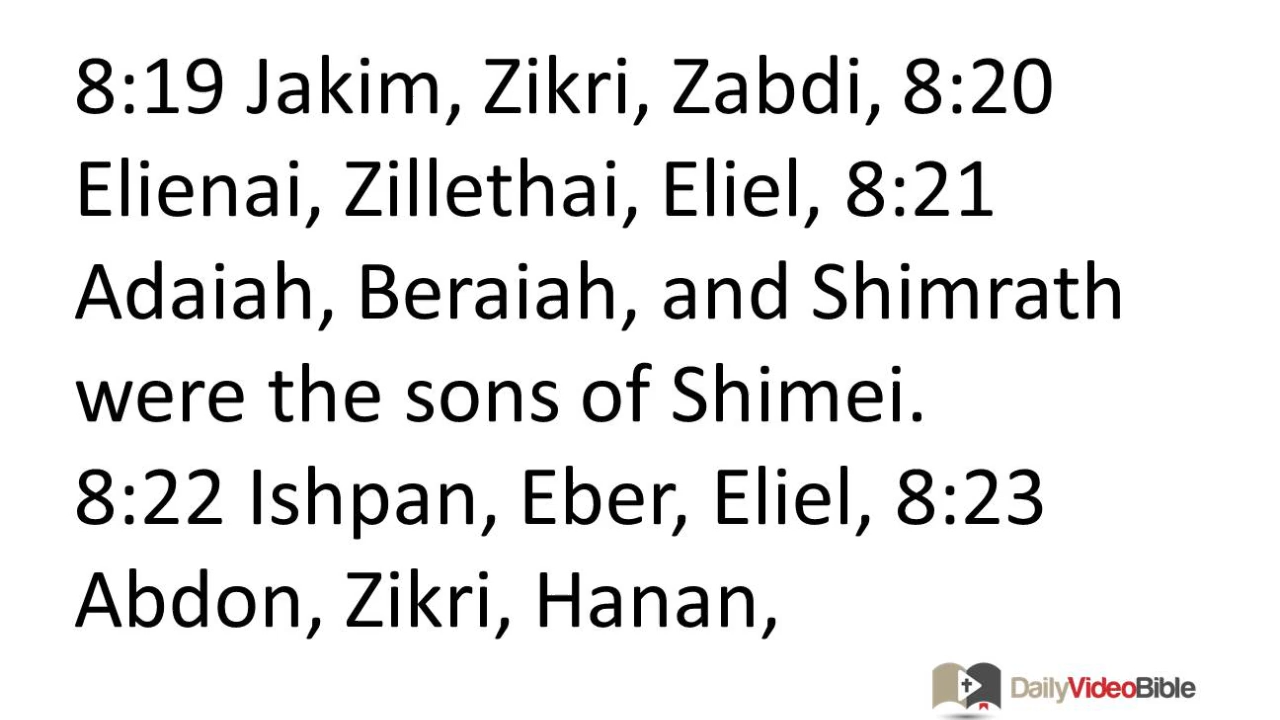 8:19 Jakim, Zikri, Zabdi, 8:20
Elienai, Zillethai, Eliel, 8:21
Adaiah, Beraiah, and Shimrath
were the sons of Shimei.
8:22 Ishpan, Eber, Eliel, 8:23
Abdon, Zikri, Hanan,
DailyVideoBible